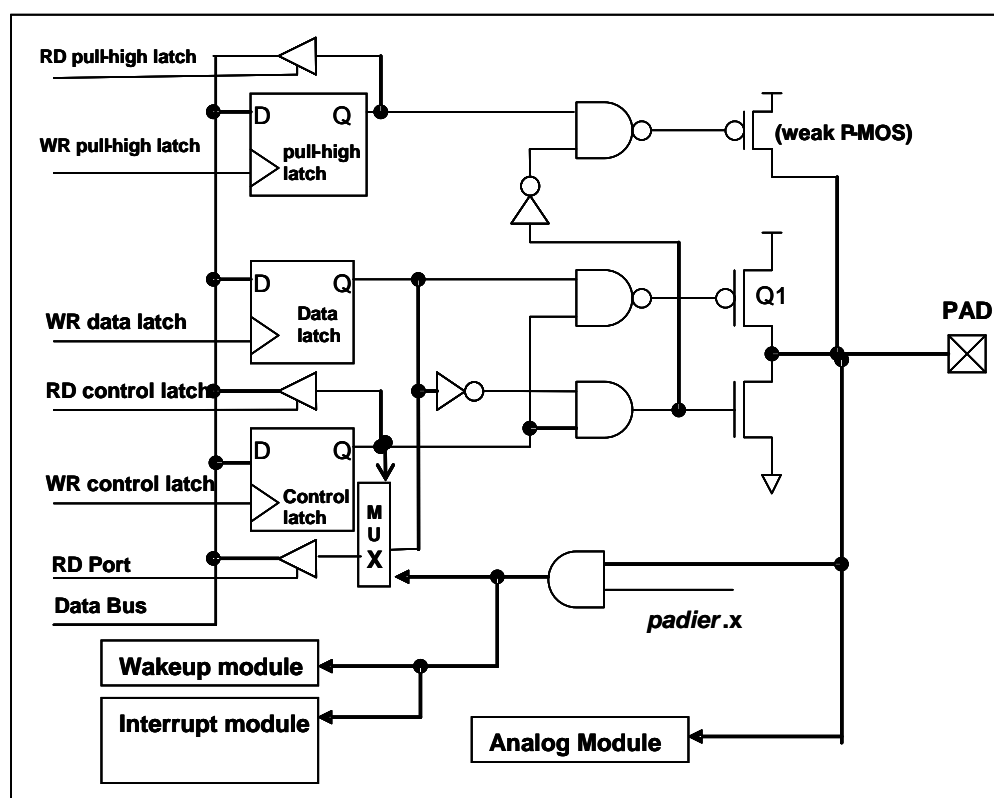 RD pull-high latch
D Q
WR pull-high latch
pull-high
latch
(weak P-MOS)
D Q
WR data latch
Data
latch
Q1
PAD
RD control latch
D Q
WR control latch
Control
latch
M
U
X
RD Port
Data Bus
padier.x
Wakeup module
Interrupt module
Analog Module